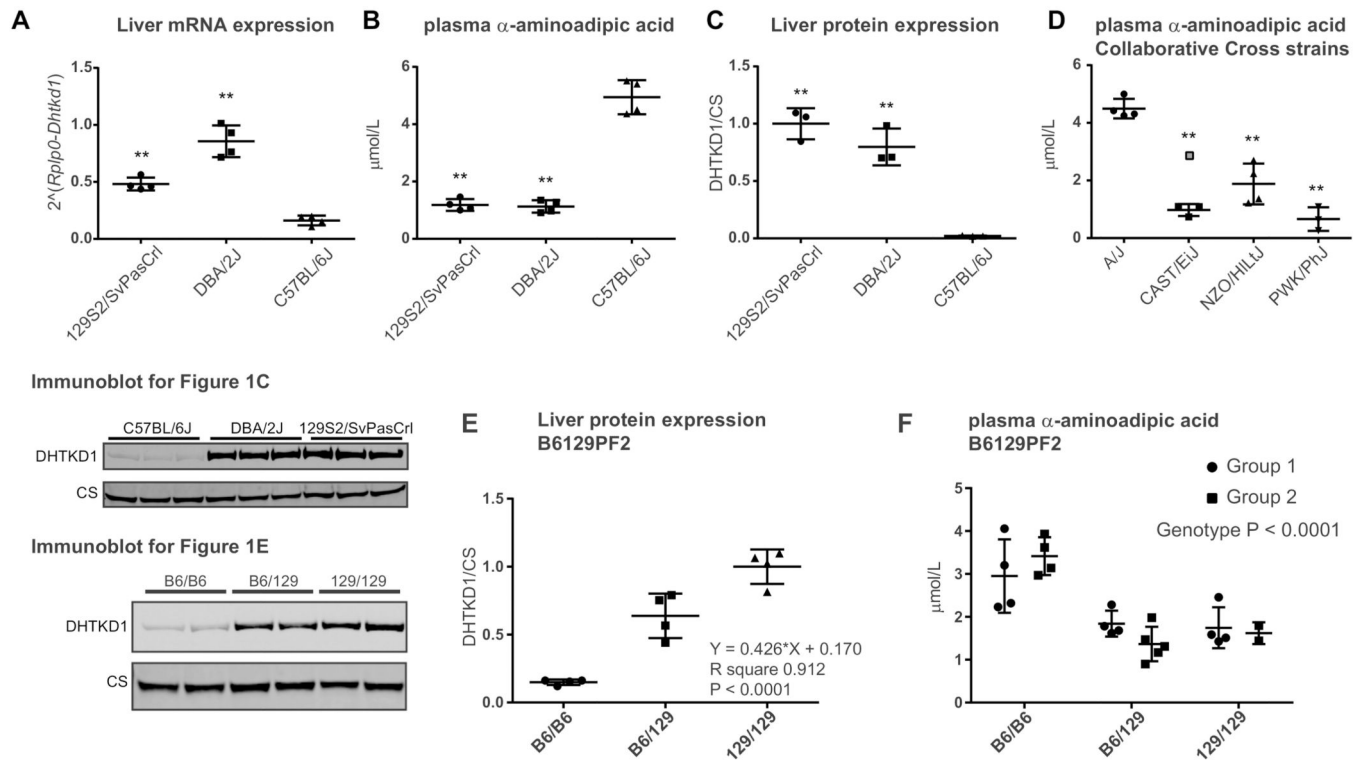 A
Liver mRNA expression
2^(Rplp0-Dhtkd1)
1.5
1.0
0.5
0.0
**
**
129S2/SvPasCrl
DBA/2J
C57BL/6J
B
plasma α-aminoadipic acid
μmol/L
6
4
2
0
**
**
129S2/SvPasCrl
DBA/2J
C57BL/6J
C
Liver protein expression
DHTKD1/CS
1.5
1.0
0.5
0.0
**
**
129S2/SvPasCrl
DBA/2J
C57BL/6J
D
plasma α-aminoadipic acid
Collaborative Cross strains
μmol/L
6
4
2
0
**
**
**
A/J
CAST/EiJ
NZO/HILtJ
PWK/PhJ
Immunoblot for Figure 1C
C57BL/6J
DBA/2J
129S2/SvPasCrl
DHTKD1
CS
Immunoblot for Figure 1E
B6/B6
B6/129
129/129
DHTKD1
CS
E
Liver protein expression
B6129PF2
DHTKD1/CS
1.5
1.0
0.5
0.0
Y = 0.426*X + 0.170
R square 0.912
P < 0.0001
B6/B6
B6/129
129/129
F
plasma α-aminoadipic acid
B6129PF2
Group 1
Group 2
Genotype P < 0.0001
μmol/L
5
4
3
2
1
0
B6/B6
B6/129
129/129